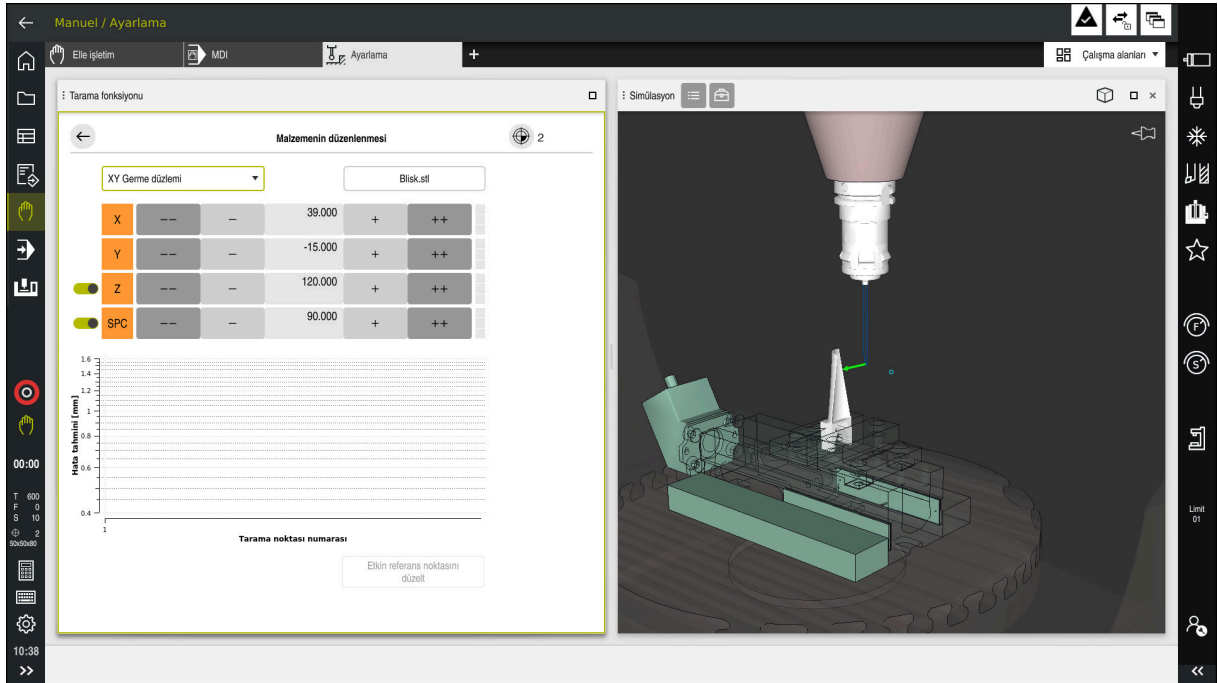 Manuel / Ayarlama
Elle işletim
MDI
Ayarlama
+
Çalışma alanları
Tarama fonksiyonu
Malzemenin düzenlenmesi
2
XY Germe düzlemi
Blisk.stl
X -- - 39.000 + ++
Y -- - -15.000 + ++
Z -- - 120.000 + ++
SPC -- - 90.000 + ++
Hata tahmini [mm]
1.6
1.4
1.2
1
0.8
0.6
0.4
1
Tarama noktası numarası
Etkin referans noktasını
düzelt
Simülasyon
00:00
T 600
F 0
S 10
2
50x50x80
10:38
F
S
Limit
01